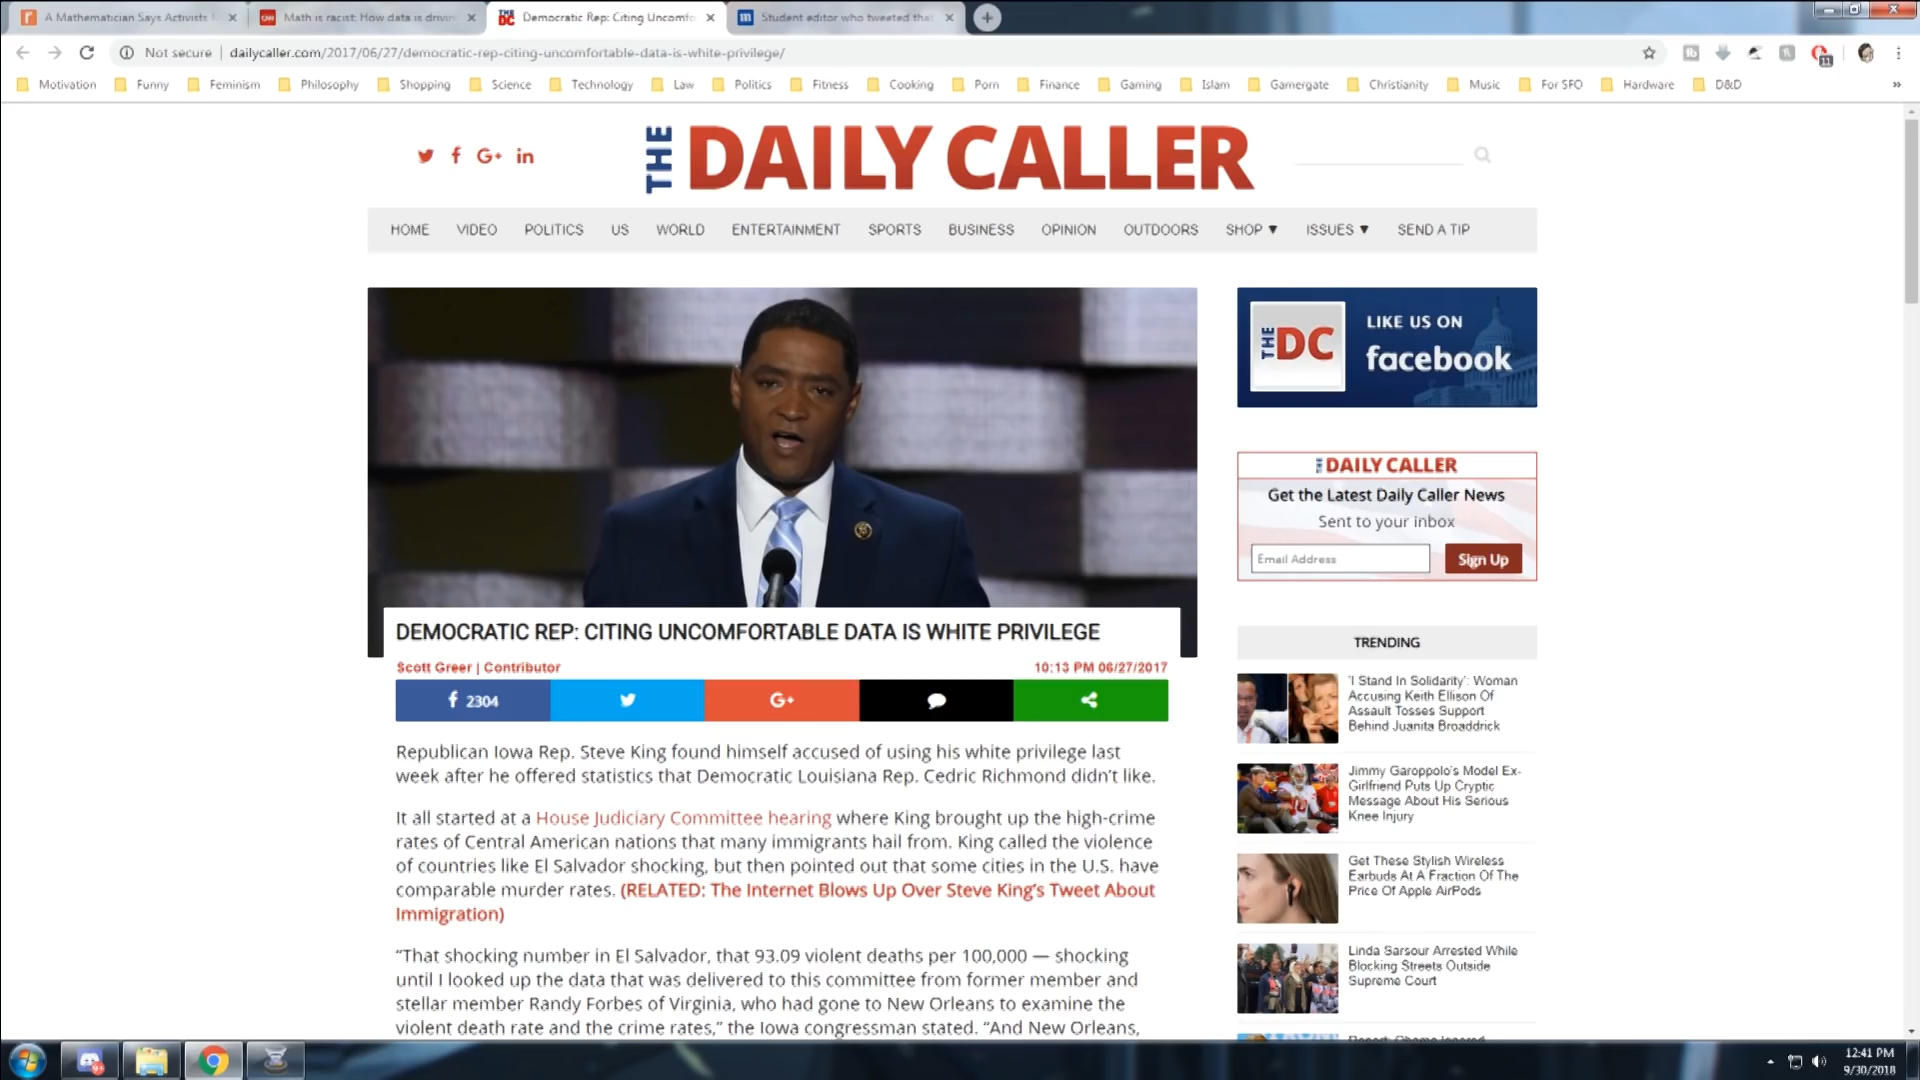 A Mathematician Says Activists
Math is racist: How data is drivin
Democratic Rep: Citing Uncomfo
Student editor who tweeted that
Not secure | dailycaller.com/2017/06/27/democratic-rep-citing-uncomfortable-data-is-white-privilege/
11
Motivation Funny Feminism Philosophy Shopping Science Technology Law Politics Fitness Cooking Porn Finance Gaming Islam Gamergate Christianity Music For SFO Hardware D&D »
THE DAILY CALLER
HOME VIDEO POLITICS US WORLD ENTERTAINMENT SPORTS BUSINESS OPINION OUTDOORS SHOP ▼ ISSUES ▼ SEND A TIP
DEMOCRATIC REP: CITING UNCOMFORTABLE DATA IS WHITE PRIVILEGE
Scott Greer | Contributor
10:13 PM 06/27/2017
2304
Republican Iowa Rep. Steve King found himself accused of using his white privilege last
week after he offered statistics that Democratic Louisiana Rep. Cedric Richmond didn't like.
It all started at a House Judiciary Committee hearing where King brought up the high-crime
rates of Central American nations that many immigrants hail from. King called the violence
of countries like El Salvador shocking, but then pointed out that some cities in the U.S. have
comparable murder rates. (RELATED: The Internet Blows Up Over Steve King's Tweet About
Immigration)
“That shocking number in El Salvador, that 93.09 violent deaths per 100,000 — shocking
until I looked up the data that was delivered to this committee from former member and
stellar member Randy Forbes of Virginia, who had gone to New Orleans to examine the
violent death rate and the crime rates,” the Iowa congressman stated. “And New Orleans,
THE DC
LIKE US ON
facebook
THE DAILY CALLER
Get the Latest Daily Caller News
Sent to your inbox
Email Address
Sign Up
TRENDING
'I Stand In Solidarity': Woman
Accusing Keith Ellison Of
Assault Tosses Support
Behind Juanita Broaddrick
Jimmy Garoppolo's Model Ex-
Girlfriend Puts Up Cryptic
Message About His Serious
Knee Injury
Get These Stylish Wireless
Earbuds At A Fraction Of The
Price Of Apple AirPods
Linda Sarsour Arrested While
Blocking Streets Outside
Supreme Court
12:41 PM
9/30/2018